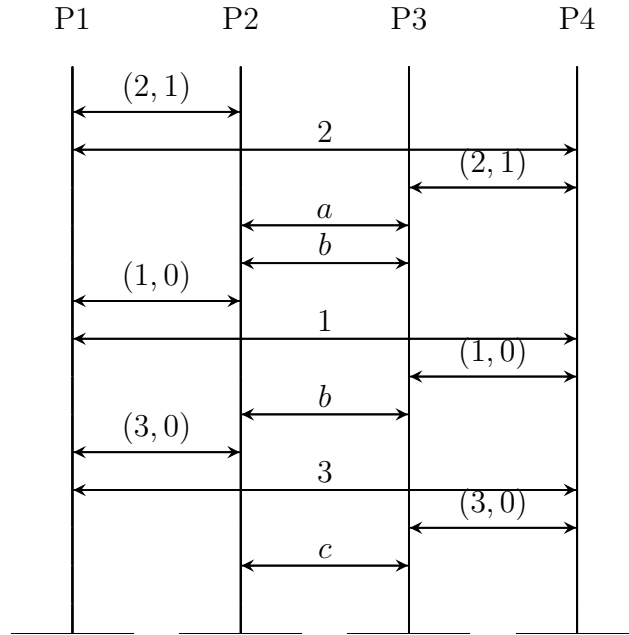 P1 P2 P3 P4
(2, 1)
2
(2, 1)
a
b
(1, 0)
1
(1, 0)
b
(3, 0)
3
(3, 0)
c